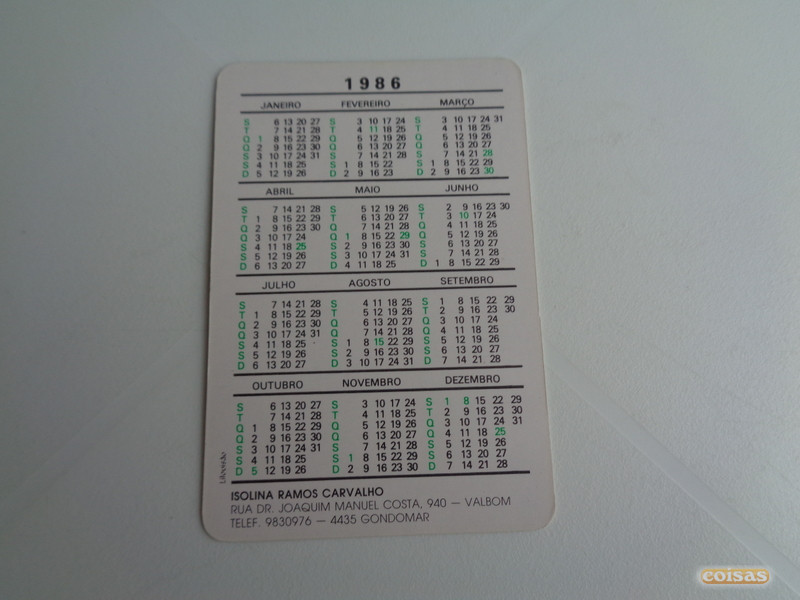 1986
JANEIRO FEVEREIRO MARÇO
S 6 13 20 27 S 3 10 17 24 S 3 10 17 24 31
T 7 14 21 28 T 4 11 18 25 T 4 11 18 25
Q 1 8 15 22 29 Q 5 12 19 26 Q 5 12 19 26
Q 2 9 16 23 30 Q 6 13 20 27 Q 6 13 20 27
S 3 10 17 24 31 S 7 14 21 28 S 7 14 21 28
S 4 11 18 25 S 1 8 15 22 S 1 8 15 22 29
D 5 12 19 26 D 2 9 16 23 D 2 9 16 23 30
ABRIL MAIO JUNHO
S 7 14 21 28 S 5 12 19 26 S 2 9 16 23 30
T 1 8 15 22 29 T 6 13 20 27 T 3 10 17 24
Q 2 9 16 23 30 Q 7 14 21 28 Q 4 11 18 25
Q 3 10 17 24 Q 1 8 15 22 29 Q 5 12 19 26
S 4 11 18 25 S 2 9 16 23 30 S 6 13 20 27
S 5 12 19 26 S 3 10 17 24 31 S 7 14 21 28
D 6 13 20 27 D 4 11 18 25 D 1 8 15 22 29
JULHO AGOSTO SETEMBRO
S 7 14 21 28 S 4 11 18 25 S 1 8 15 22 29
T 1 8 15 22 29 T 5 12 19 26 T 2 9 16 23 30
Q 2 9 16 23 30 Q 6 13 20 27 Q 3 10 17 24
Q 3 10 17 24 31 Q 7 14 21 28 Q 4 11 18 25
S 4 11 18 25 S 1 8 15 22 29 S 5 12 19 26
S 5 12 19 26 S 2 9 16 23 30 S 6 13 20 27
D 6 13 20 27 D 3 10 17 24 31 D 7 14 21 28
OUTUBRO NOVEMBRO DEZEMBRO
S 6 13 20 27 S 3 10 17 24 S 1 8 15 22 29
T 7 14 21 28 T 4 11 18 25 T 2 9 16 23 30
Q 1 8 15 22 29 Q 5 12 19 26 Q 3 10 17 24 31
Q 2 9 16 23 30 Q 6 13 20 27 Q 4 11 18 25
S 3 10 17 24 31 S 7 14 21 28 S 5 12 19 26
S 4 11 18 25 S 1 8 15 22 29 S 6 13 20 27
D 5 12 19 26 D 2 9 16 23 30 D 7 14 21 28
ISOLINA RAMOS CARVALHO
RUA DR. JOAQUIM MANUEL COSTA, 940 — VALBOM
TELEF. 9830976 — 4435 GONDOMAR
coisas